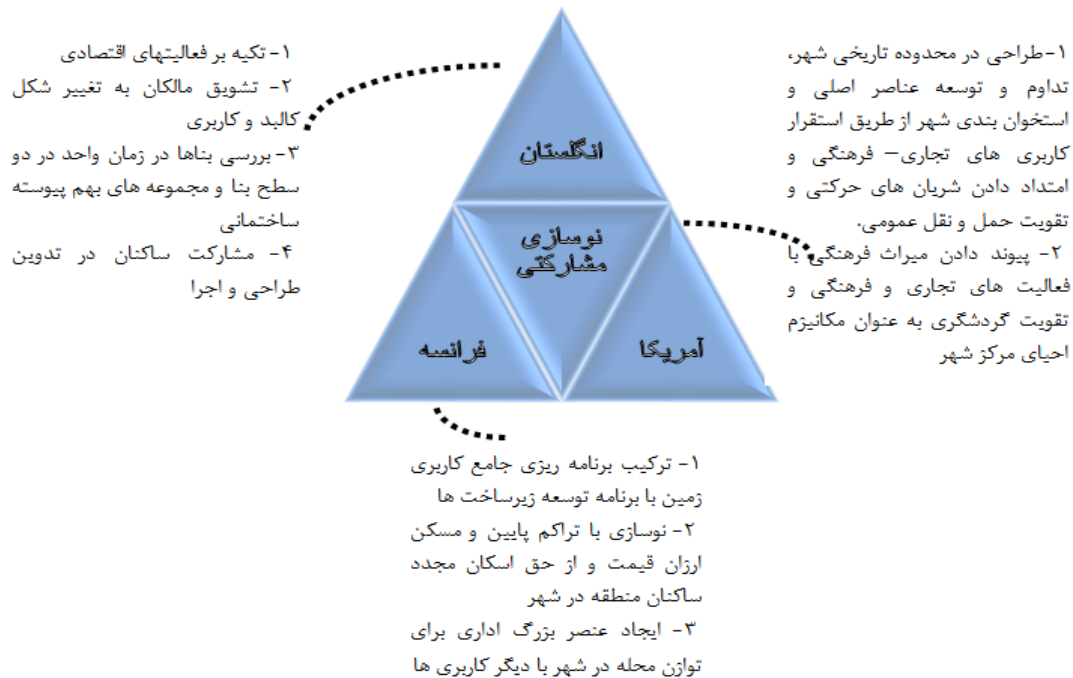 ۱-طراحی در محدوده تاریخی شهر،
تداوم و توسعه عناصر اصلی و
استخوان بندی شهر از طریق استقرار
کاربری های تجاری– فرهنگی و
امتداد دادن شریان های حرکتی و
تقویت حمل و نقل عمومی.
۲- پیوند دادن میراث فرهنگی با
فعالیت های تجاری و فرهنگی و
تقویت گردشگری به عنوان مکانیزم
احیای مرکز شهر
۱- تکیه بر فعالیتهای اقتصادی
۲- تشویق مالکان به تغییر شکل
کالبد و کاربری
۳- بررسی بناها در زمان واحد در دو
سطح بنا و مجموعه های بهم پیوسته
ساختمانی
۴- مشارکت ساکنان در تدوین
طراحی و اجرا
انگلستان
نوسازی
مشارکتی
آمریکا
فرانسه
۱- ترکیب برنامه ریزی جامع کاربری
زمین با برنامه توسعه زیرساخت ها
۲- نوسازی با تراکم پایین و مسکن
ارزان قیمت و از حق اسکان مجدد
ساکنان منطقه در شهر
۳- ایجاد عنصر بزرگ اداری برای
توازن محله در شهر با دیگر کاربری ها